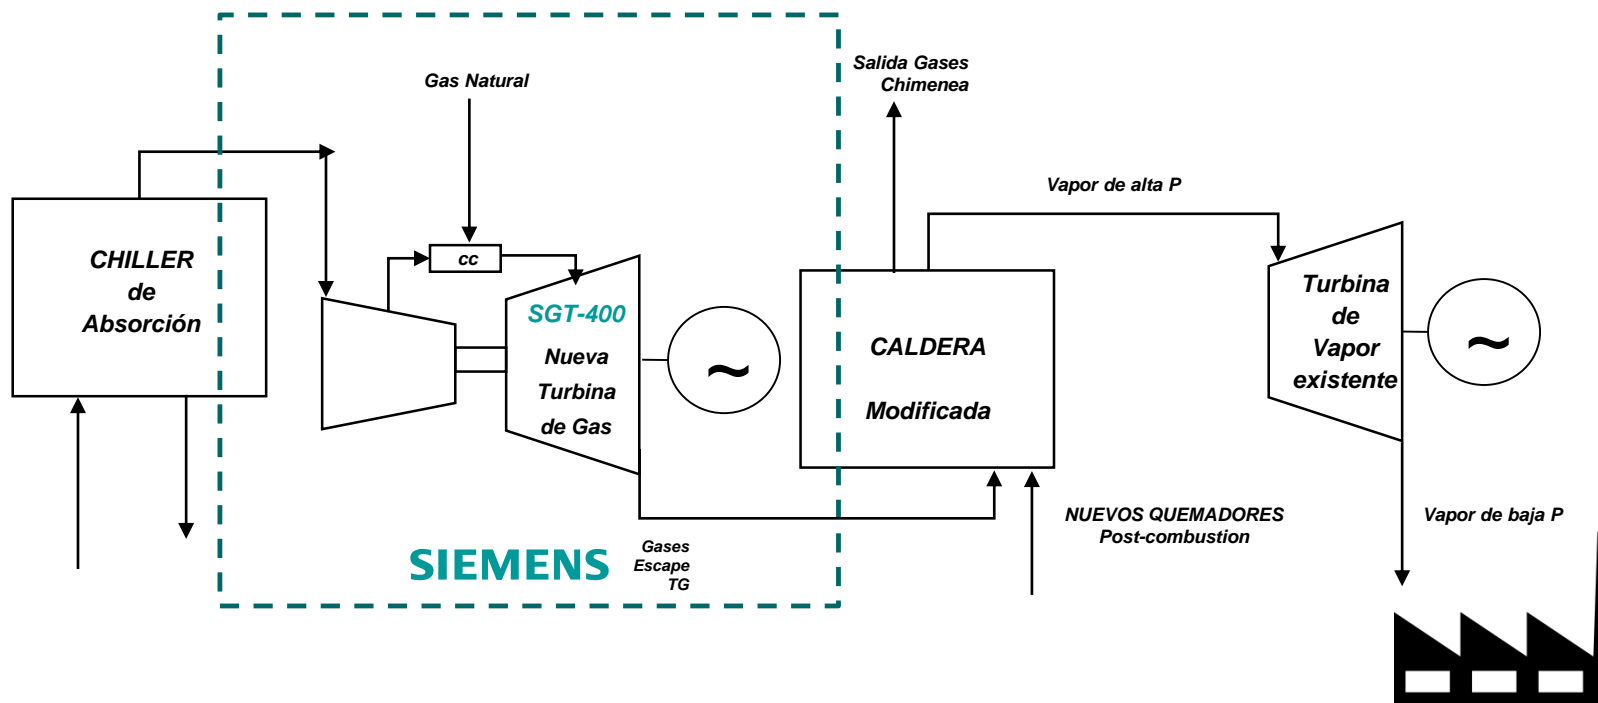 Gas Natural
Salida Gases
Chimenea
Vapor de alta P
CHILLER
de
Absorción
cc
SGT-400
Nueva
Turbina
de Gas
~
CALDERA
Modificada
Turbina
de
Vapor
existente
~
NUEVOS QUEMADORES
Post-combustion
Vapor de baja P
SIEMENS
Gases
Escape
TG